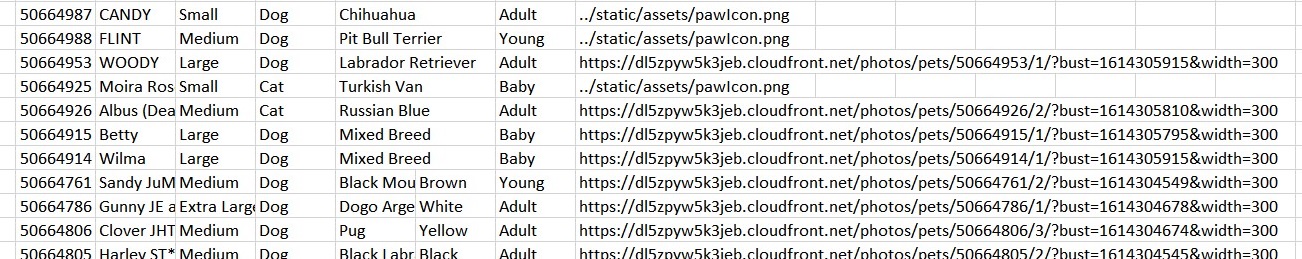 50664987 CANDY Small Dog Chihuahua Adult ../static/assets/pawIcon.png
50664988 FLINT Medium Dog Pit Bull Terrier Young ../static/assets/pawIcon.png
50664953 WOODY Large Dog Labrador Retriever Adult https://dl5zpyw5k3jeb.cloudfront.net/photos/pets/50664953/1/?bust=1614305915&width=300
50664925 Moira Ros Small Cat Turkish Van Baby ../static/assets/pawIcon.png
50664926 Albus (Dea Medium Cat Russian Blue Adult https://dl5zpyw5k3jeb.cloudfront.net/photos/pets/50664926/2/?bust=1614305810&width=300
50664915 Betty Large Dog Mixed Breed Baby https://dl5zpyw5k3jeb.cloudfront.net/photos/pets/50664915/1/?bust=1614305795&width=300
50664914 Wilma Large Dog Mixed Breed Baby https://dl5zpyw5k3jeb.cloudfront.net/photos/pets/50664914/1/?bust=1614305915&width=300
50664761 Sandy JuM Medium Dog Black Mou Brown Young https://dl5zpyw5k3jeb.cloudfront.net/photos/pets/50664761/2/?bust=1614304549&width=300
50664786 Gunny JE a Extra Large Dog Dogo Arge White Adult https://dl5zpyw5k3jeb.cloudfront.net/photos/pets/50664786/1/?bust=1614304678&width=300
50664806 Clover JHT Medium Dog Pug Yellow Adult https://dl5zpyw5k3jeb.cloudfront.net/photos/pets/50664806/3/?bust=1614304674&width=300
50664805 Harley ST* Medium Dog Black Labr Black Adult https://dl5zpyw5k3jeb.cloudfront.net/photos/pets/50664805/2/?bust=1614304545&width=300